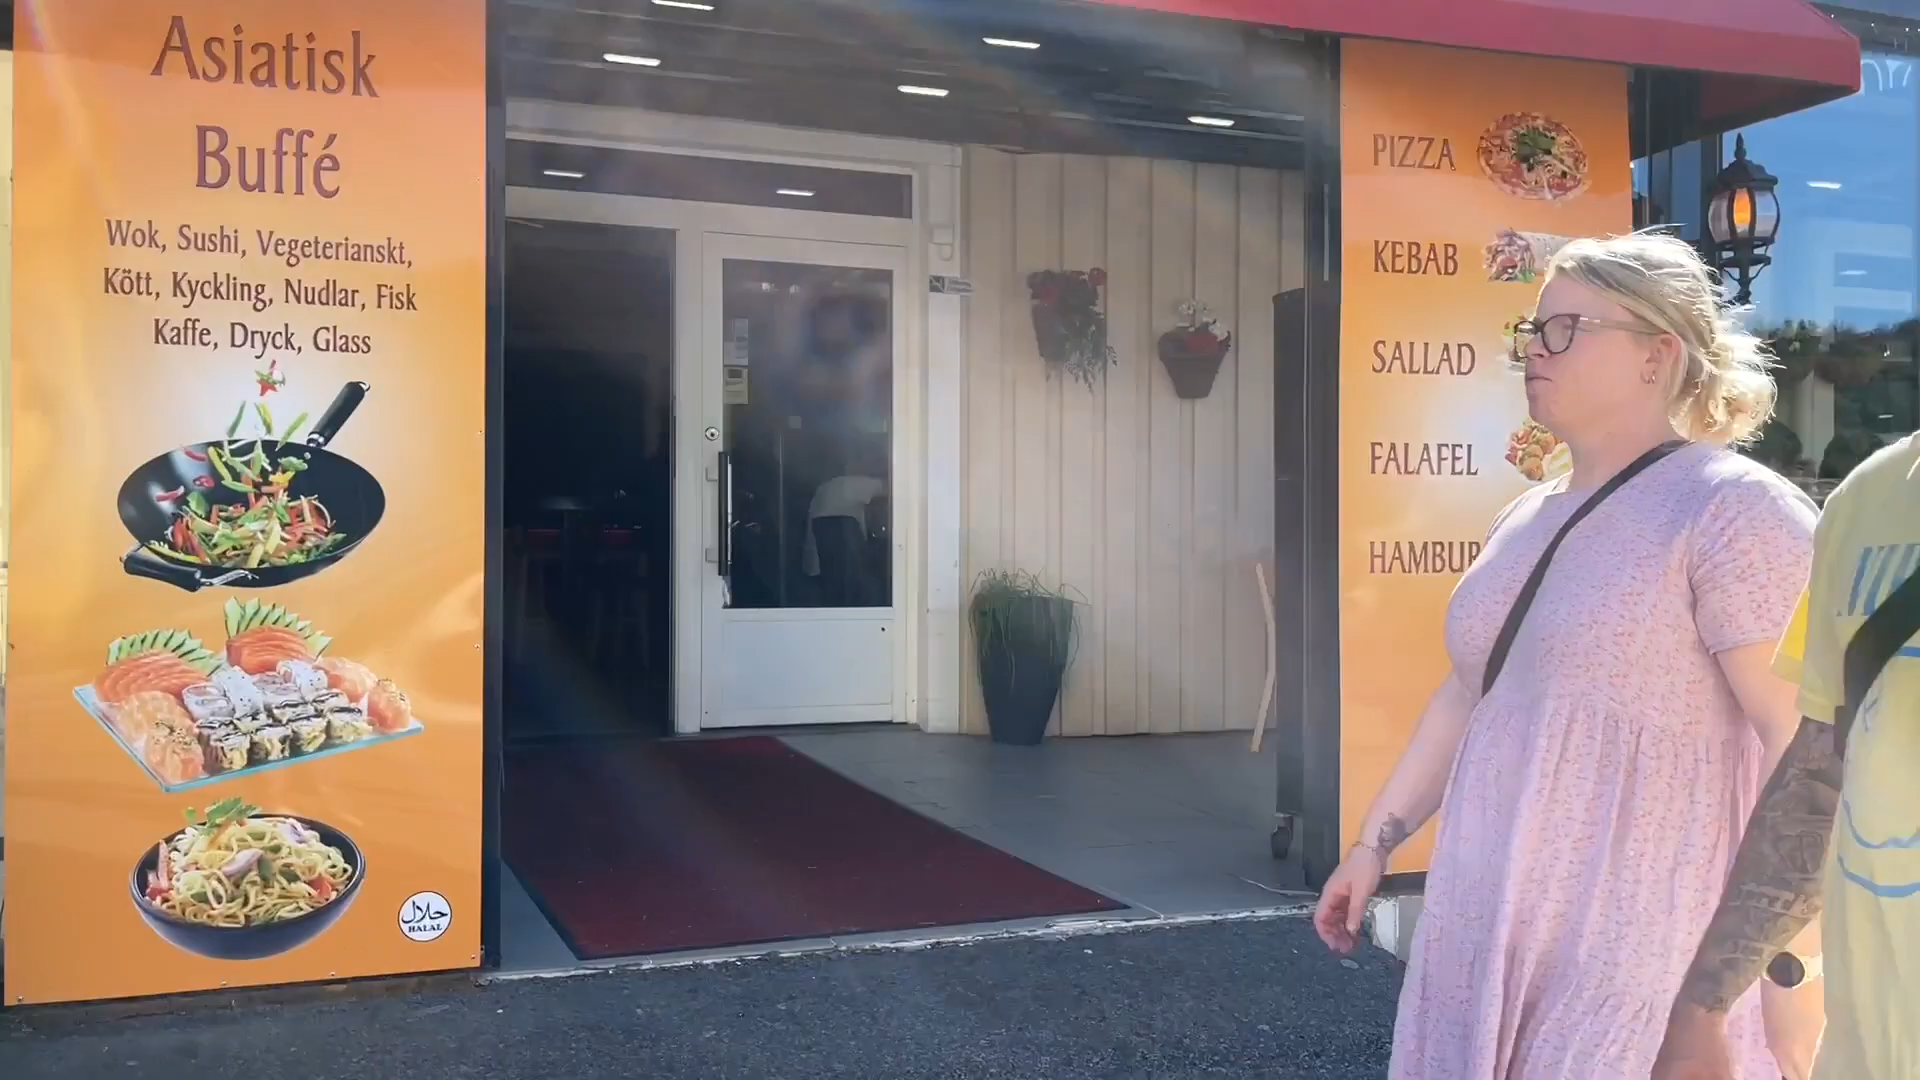 Asiatisk
Buffé
Wok, Sushi, Vegeterianskt,
Kött, Kyckling, Nudlar, Fisk
Kaffe, Dryck, Glass
حلال
HALAL
PIZZA
KEBAB
SALLAD
FALAFEL
HAMBUR